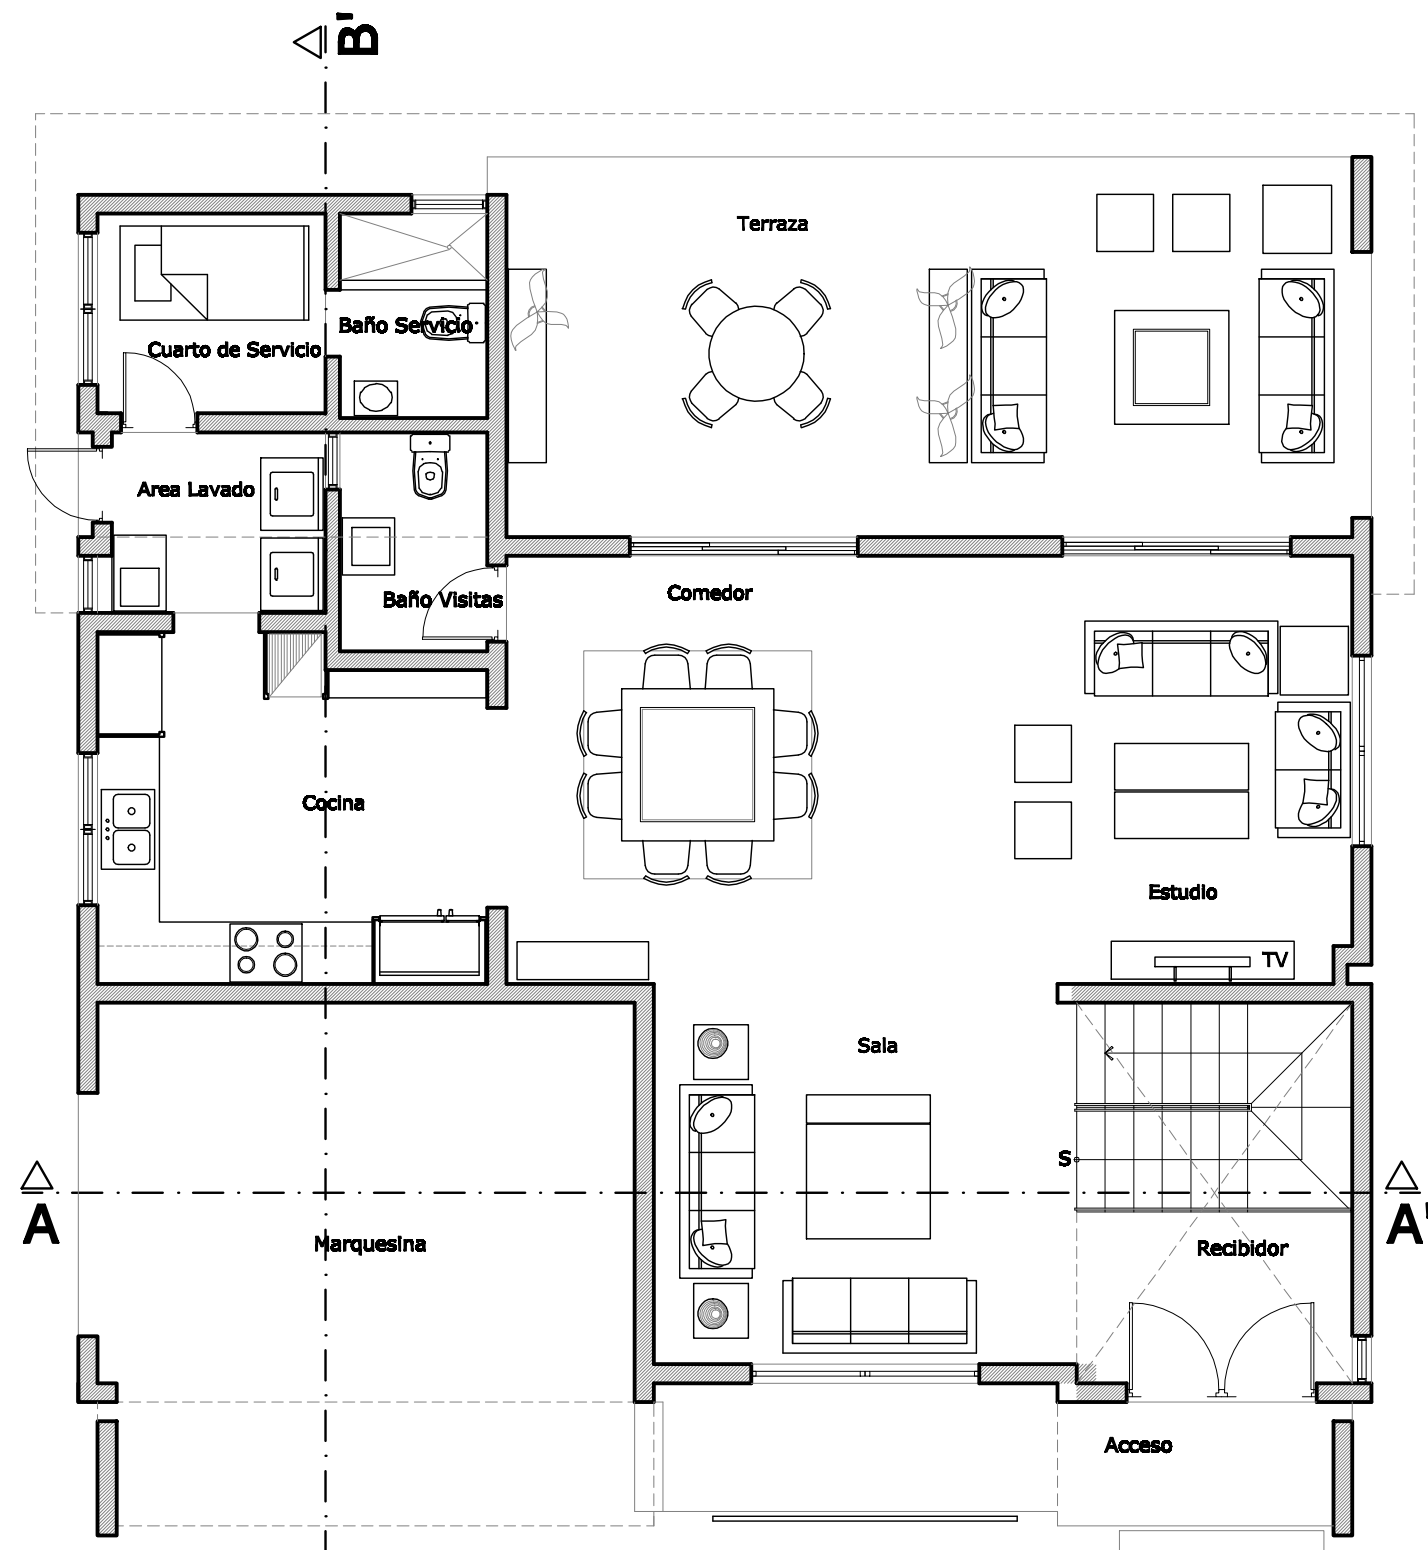 B'
Terraza
Baño Servicio
Cuarto de Servicio
Area Lavado
Baño Visitas
Comedor
Cocina
Estudio
TV
Sala
S
A
A'
Marquesina
Recibidor
Acceso